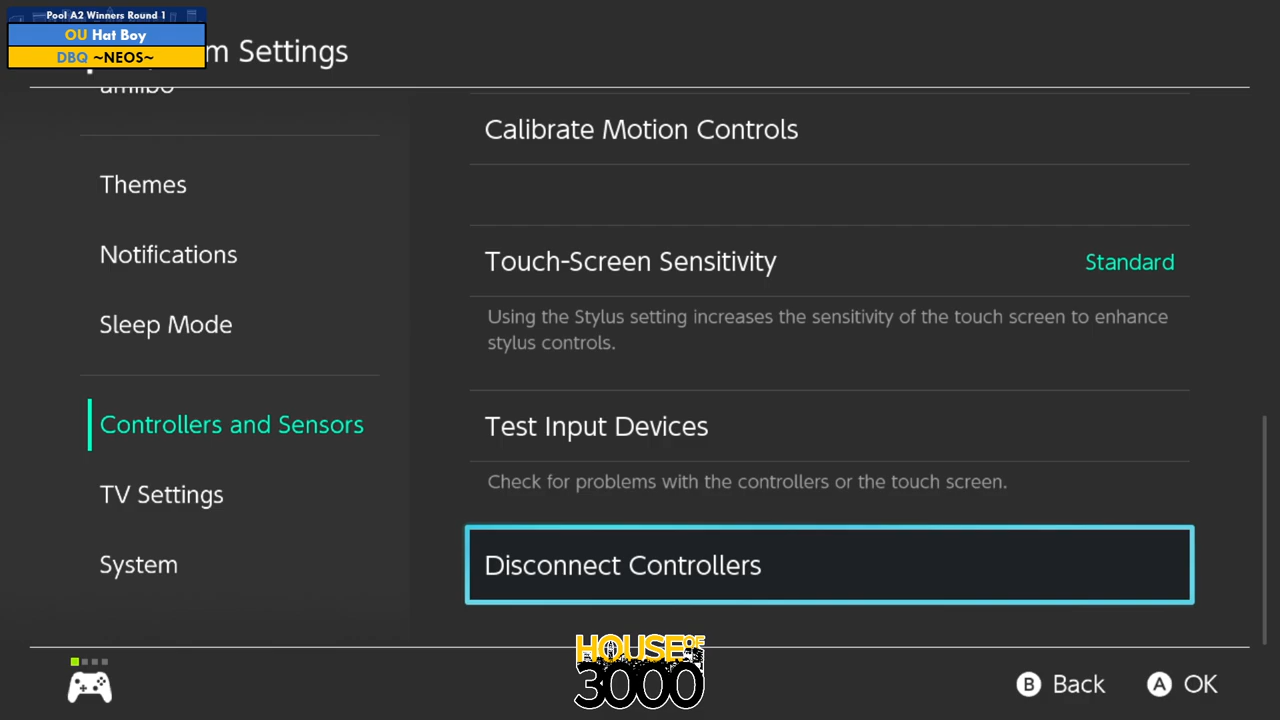 Pool A2 Winners Round 1
OU Hat Boy
DBQ ~NEOS~
m Settings
amiibo
Themes
Notifications
Sleep Mode
Controllers and Sensors
TV Settings
System
Calibrate Motion Controls
Touch-Screen Sensitivity Standard
Using the Stylus setting increases the sensitivity of the touch screen to enhance
stylus controls.
Test Input Devices
Check for problems with the controllers or the touch screen.
Disconnect Controllers
HOUSE OF
3000
B Back A OK